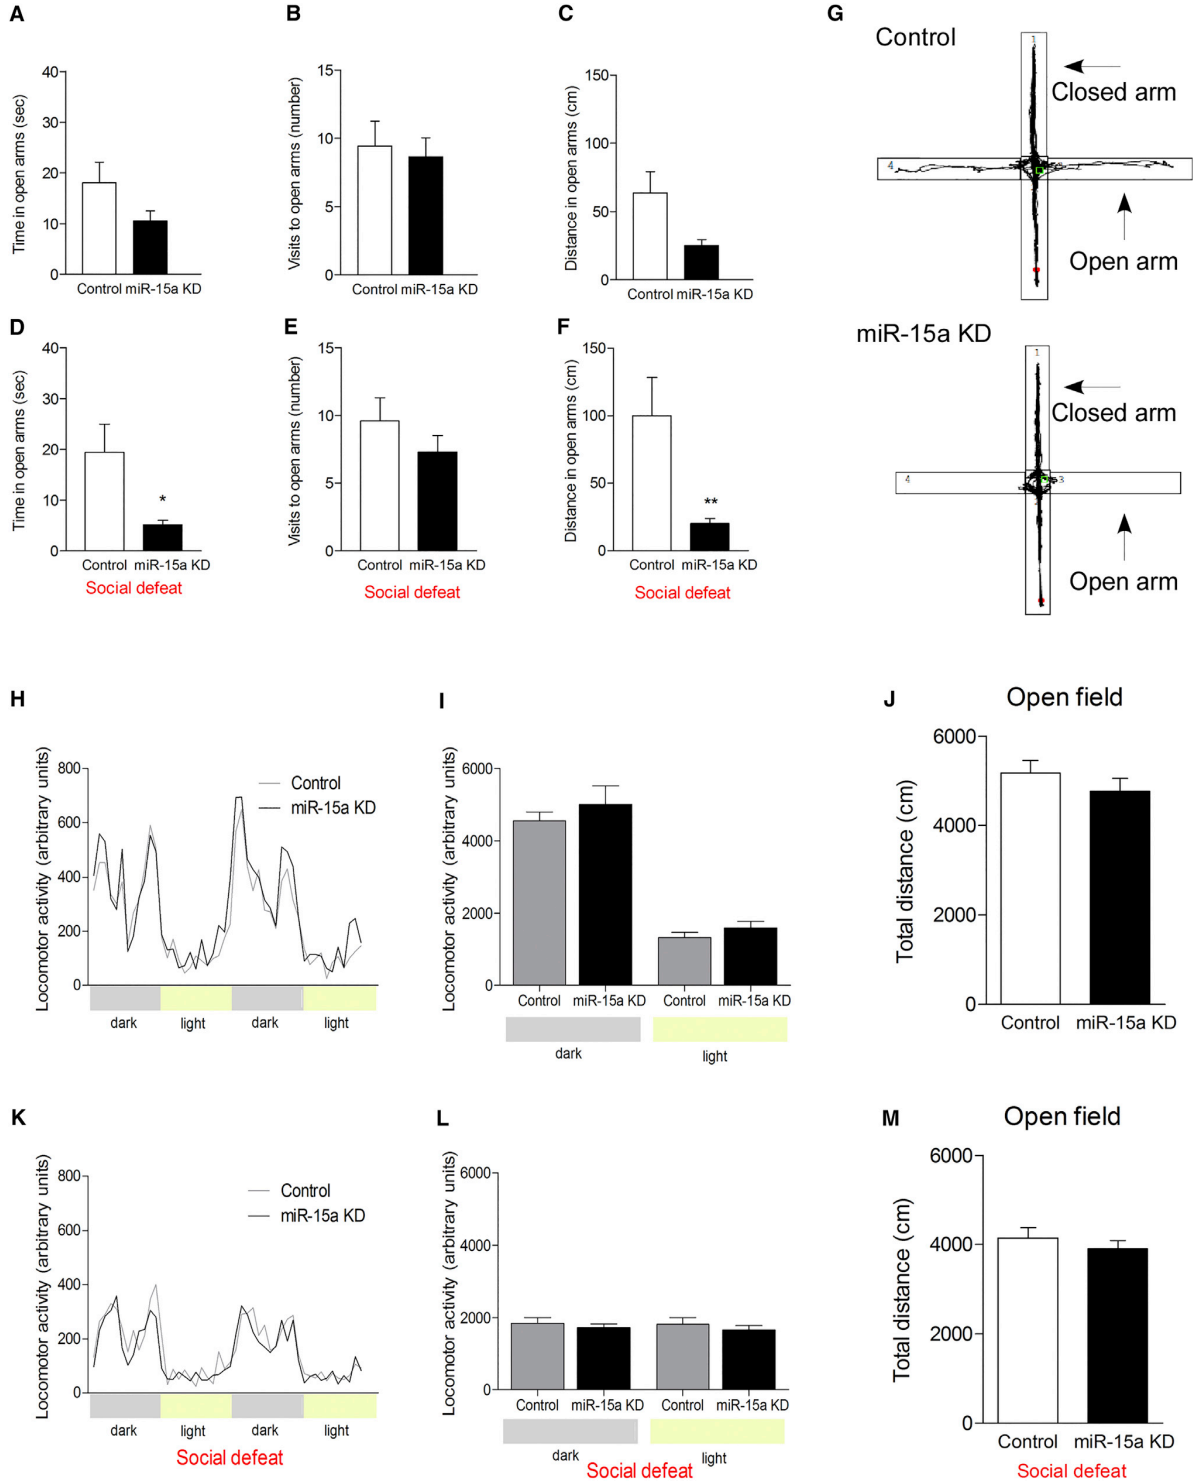 A
Time in open arms (sec)
40
30
20
10
0
Control miR-15a KD
B
Visits to open arms (number)
15
10
5
0
Control miR-15a KD
C
Distance in open arms (cm)
150
100
50
0
Control miR-15a KD
G
Control
1
Closed arm
4
Open arm
miR-15a KD
1
Closed arm
4
3
Open arm
D
Time in open arms (sec)
40
30
20
10
0
*
Control miR-15a KD
Social defeat
E
Visits to open arms (number)
15
10
5
0
Control miR-15a KD
Social defeat
F
Distance in open arms (cm)
150
100
50
0
**
Control miR-15a KD
Social defeat
H
Locomotor activity (arbitrary units)
800
600
400
200
0
Control
miR-15a KD
dark light dark light
I
Locomotor activity (arbitrary units)
6000
4000
2000
0
Control miR-15a KD Control miR-15a KD
dark light
J
Open field
Total distance (cm)
6000
4000
2000
0
Control miR-15a KD
K
Locomotor activity (arbitrary units)
800
600
400
200
0
Control
miR-15a KD
dark light dark light
Social defeat
L
Locomotor activity (arbitrary units)
6000
4000
2000
0
Control miR-15a KD Control miR-15a KD
dark light
Social defeat
M
Open field
Total distance (cm)
6000
4000
2000
0
Control miR-15a KD
Social defeat